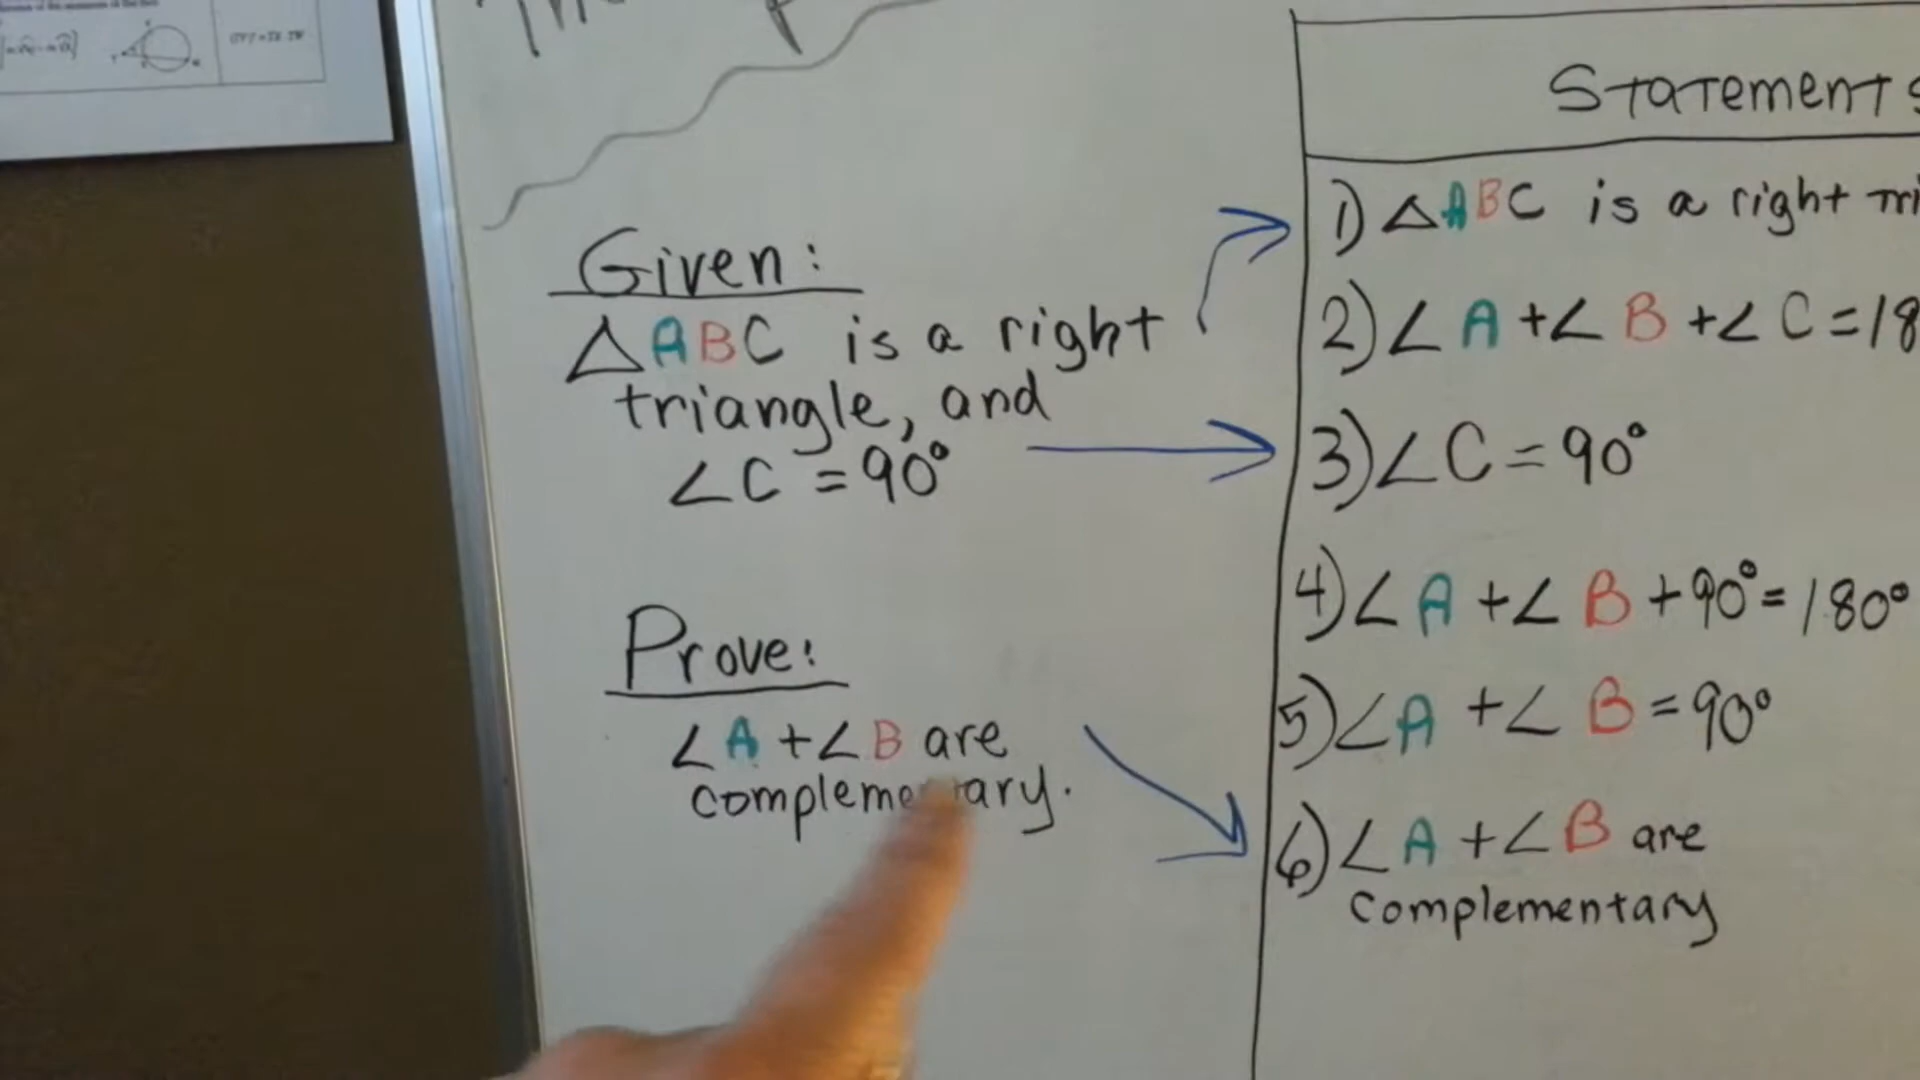 Given:
△ABC is a right
triangle, and
∠C = 90°
Prove:
∠A + ∠B are
complementary.
Statements
1) △ABC is a right tri
2) ∠A + ∠B + ∠C = 18
3) ∠C = 90°
4) ∠A + ∠B + 90° = 180°
5) ∠A + ∠B = 90°
6) ∠A + ∠B are
complementary